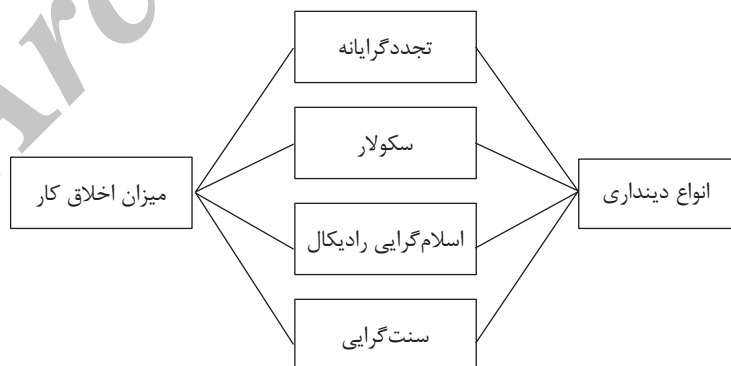 تجددگرایانه
سکولار
انواع دینداری
میزان اخلاق کار
اسلام‌گرایی رادیکال
سنت‌گرایی